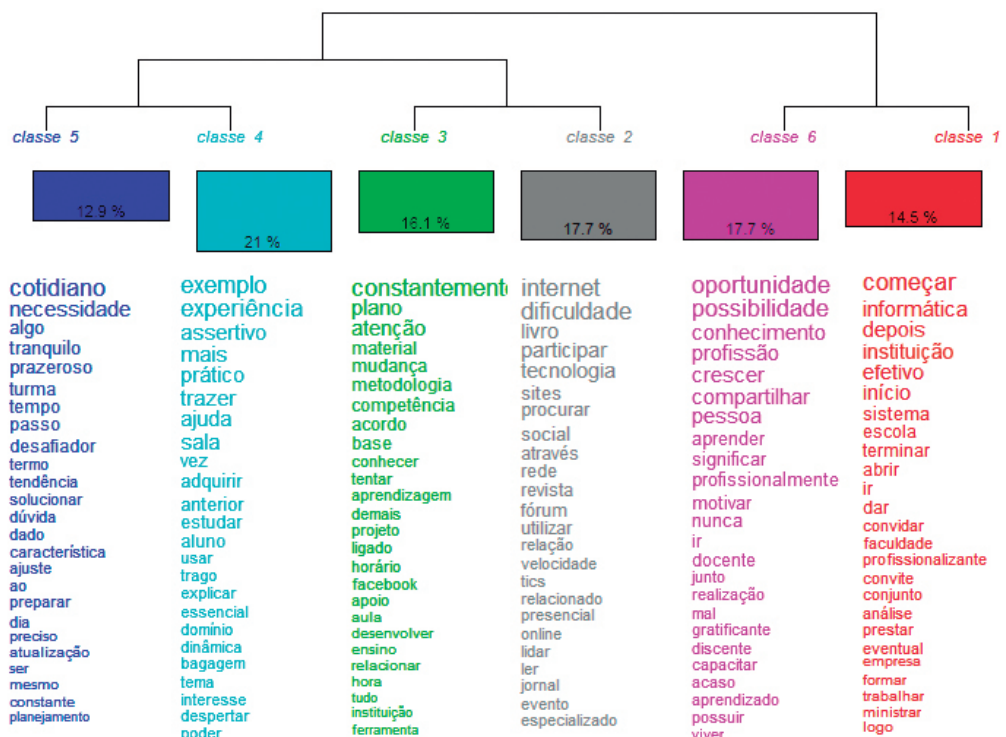 classe 5
classe 4
classe 3
classe 2
classe 6
classe 1
12.9 %
21 %
16.1 %
17.7 %
17.7 %
14.5 %
cotidiano
necessidade
algo
tranquilo
prazeroso
turma
tempo
passo
desafiador
termo
tendência
solucionar
dúvida
dado
característica
ajuste
ao
preparar
dia
preciso
atualização
ser
mesmo
constante
planejamento
exemplo
experiência
assertivo
mais
prático
trazer
ajuda
sala
vez
adquirir
anterior
estudar
aluno
usar
trago
explicar
essencial
domínio
dinâmica
bagagem
tema
interesse
despertar
poder
constantemente
plano
atenção
material
mudança
metodologia
competência
acordo
base
conhecer
tentar
aprendizagem
demais
projeto
ligado
horário
facebook
apoio
aula
desenvolver
ensino
relacionar
hora
tudo
instituição
ferramenta
internet
dificuldade
livro
participar
tecnologia
sites
procurar
social
através
rede
revista
fórum
utilizar
relação
velocidade
tics
relacionado
presencial
online
lidar
ler
jornal
evento
especializado
oportunidade
possibilidade
conhecimento
profissão
crescer
compartilhar
pessoa
aprender
significar
profissionalmente
motivar
nunca
ir
docente
junto
realização
mal
gratificante
discente
capacitar
acaso
aprendizado
possuir
viver
começar
informática
depois
instituição
efetivo
início
sistema
escola
terminar
abrir
ir
dar
convidar
faculdade
profissionalizante
convite
conjunto
análise
prestar
eventual
empresa
formar
trabalhar
ministrar
logo